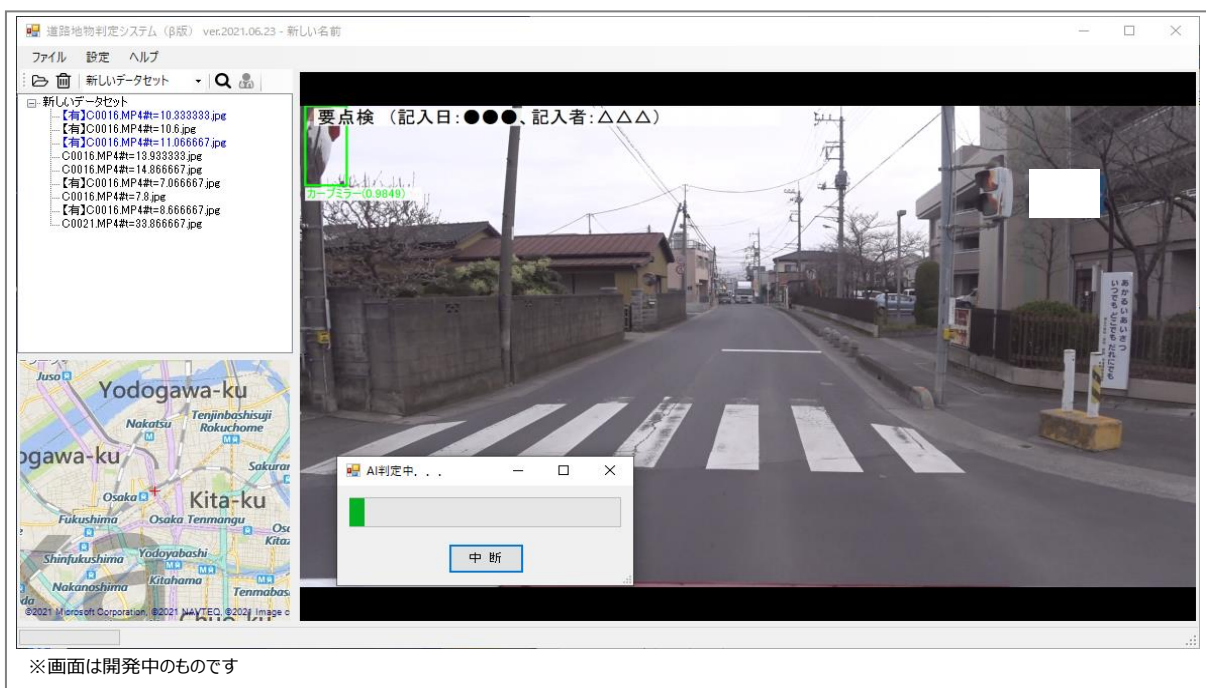 道路地物判定システム（β版） ver.2021.06.23 - 新しい名前
ファイル 設定 ヘルプ
新しいデータセット
新しいデータセット
【有】C0016.MP4#t=10.333333.jpg
【有】C0016.MP4#t=10.6.jpg
【有】C0016.MP4#t=11.066667.jpg
C0016.MP4#t=13.933333.jpg
C0016.MP4#t=14.866667.jpg
【有】C0016.MP4#t=7.066667.jpg
C0016.MP4#t=7.8.jpg
【有】C0016.MP4#t=8.666667.jpg
C0021.MP4#t=33.866667.jpg
要点検 （記入日:●●●、記入者:△△△）
カーブミラー(0.9849)
あかるいあいさつ
いつでも どこでも だれにでも
Juso
Yodogawa-ku
Nakatsu
Tenjinbashisuji
Rokuchome
ogawa-ku
Sakurar
Osaka
Kita-ku
Fukushima
Osaka Tenmangu
Osa
Kitaz
Shinfukushima
Yodoyabashi
Nakanoshima
Kitahama
Tenmabas
©2021 Microsoft Corporation, ©2021 NAVTEQ, ©2021 Image c
AI判定中．．．
中 断
※画面は開発中のものです